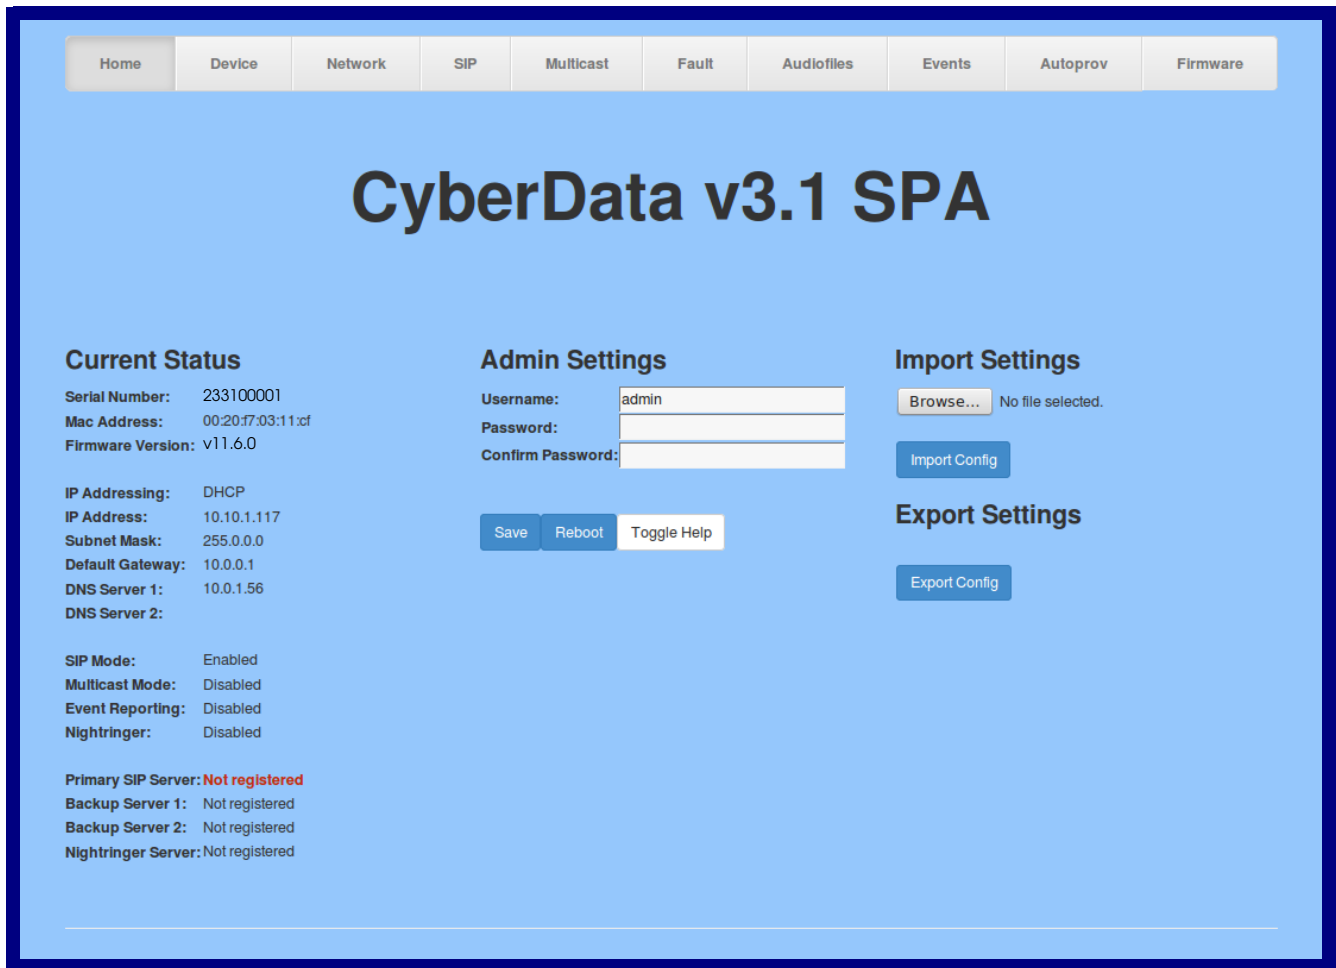 Home Device Network SIP Multicast Fault Audiofiles Events Autoprov Firmware
CyberData v3.1 SPA
Current Status
Serial Number: 233100001
Mac Address: 00:20:f7:03:11:cf
Firmware Version: v11.6.0
IP Addressing: DHCP
IP Address: 10.10.1.117
Subnet Mask: 255.0.0.0
Default Gateway: 10.0.0.1
DNS Server 1: 10.0.1.56
DNS Server 2:
SIP Mode: Enabled
Multicast Mode: Disabled
Event Reporting: Disabled
Nightringer: Disabled
Primary SIP Server: Not registered
Backup Server 1: Not registered
Backup Server 2: Not registered
Nightringer Server: Not registered
Admin Settings
Username: admin
Password:
Confirm Password:
Save Reboot Toggle Help
Import Settings
Browse... No file selected.
Import Config
Export Settings
Export Config